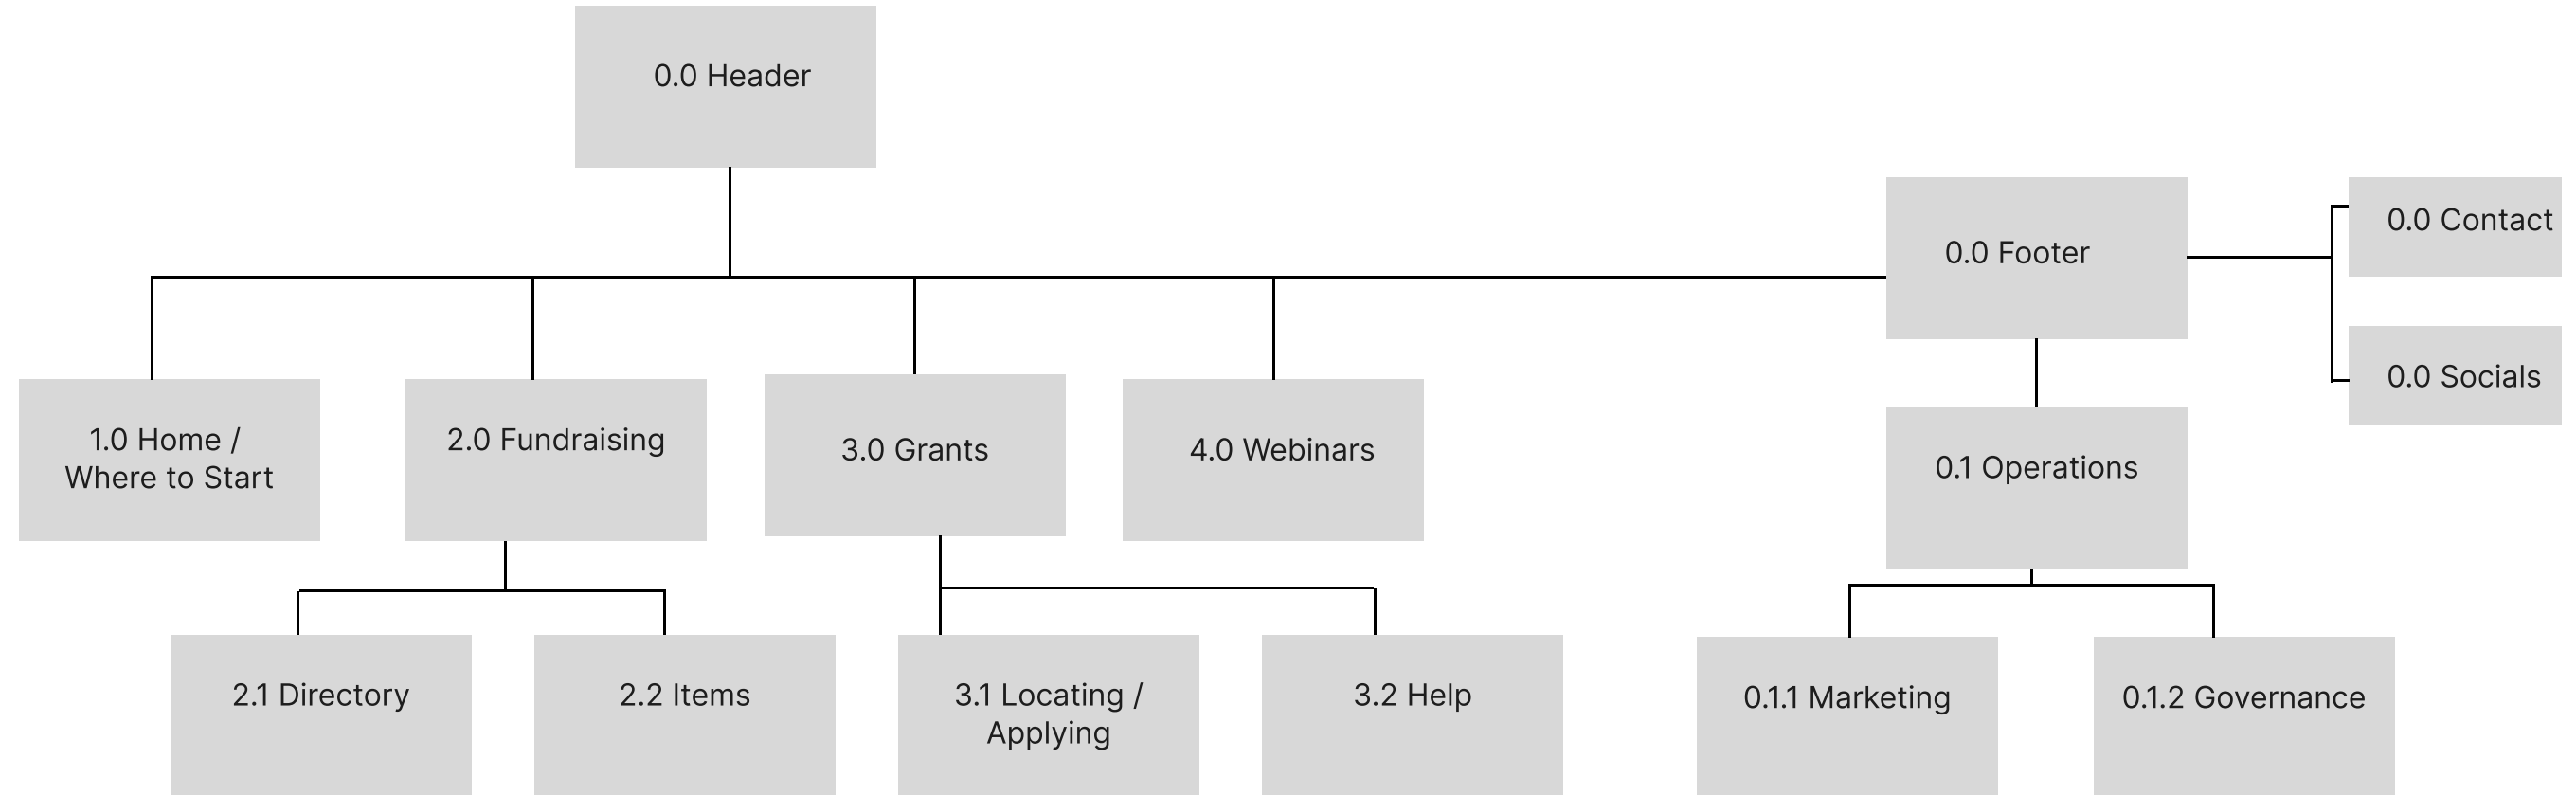 0.0 Header
0.0 Footer
0.0 Contact
0.0 Socials
1.0 Home /
Where to Start
2.0 Fundraising
3.0 Grants
4.0 Webinars
0.1 Operations
2.1 Directory
2.2 Items
3.1 Locating /
Applying
3.2 Help
0.1.1 Marketing
0.1.2 Governance